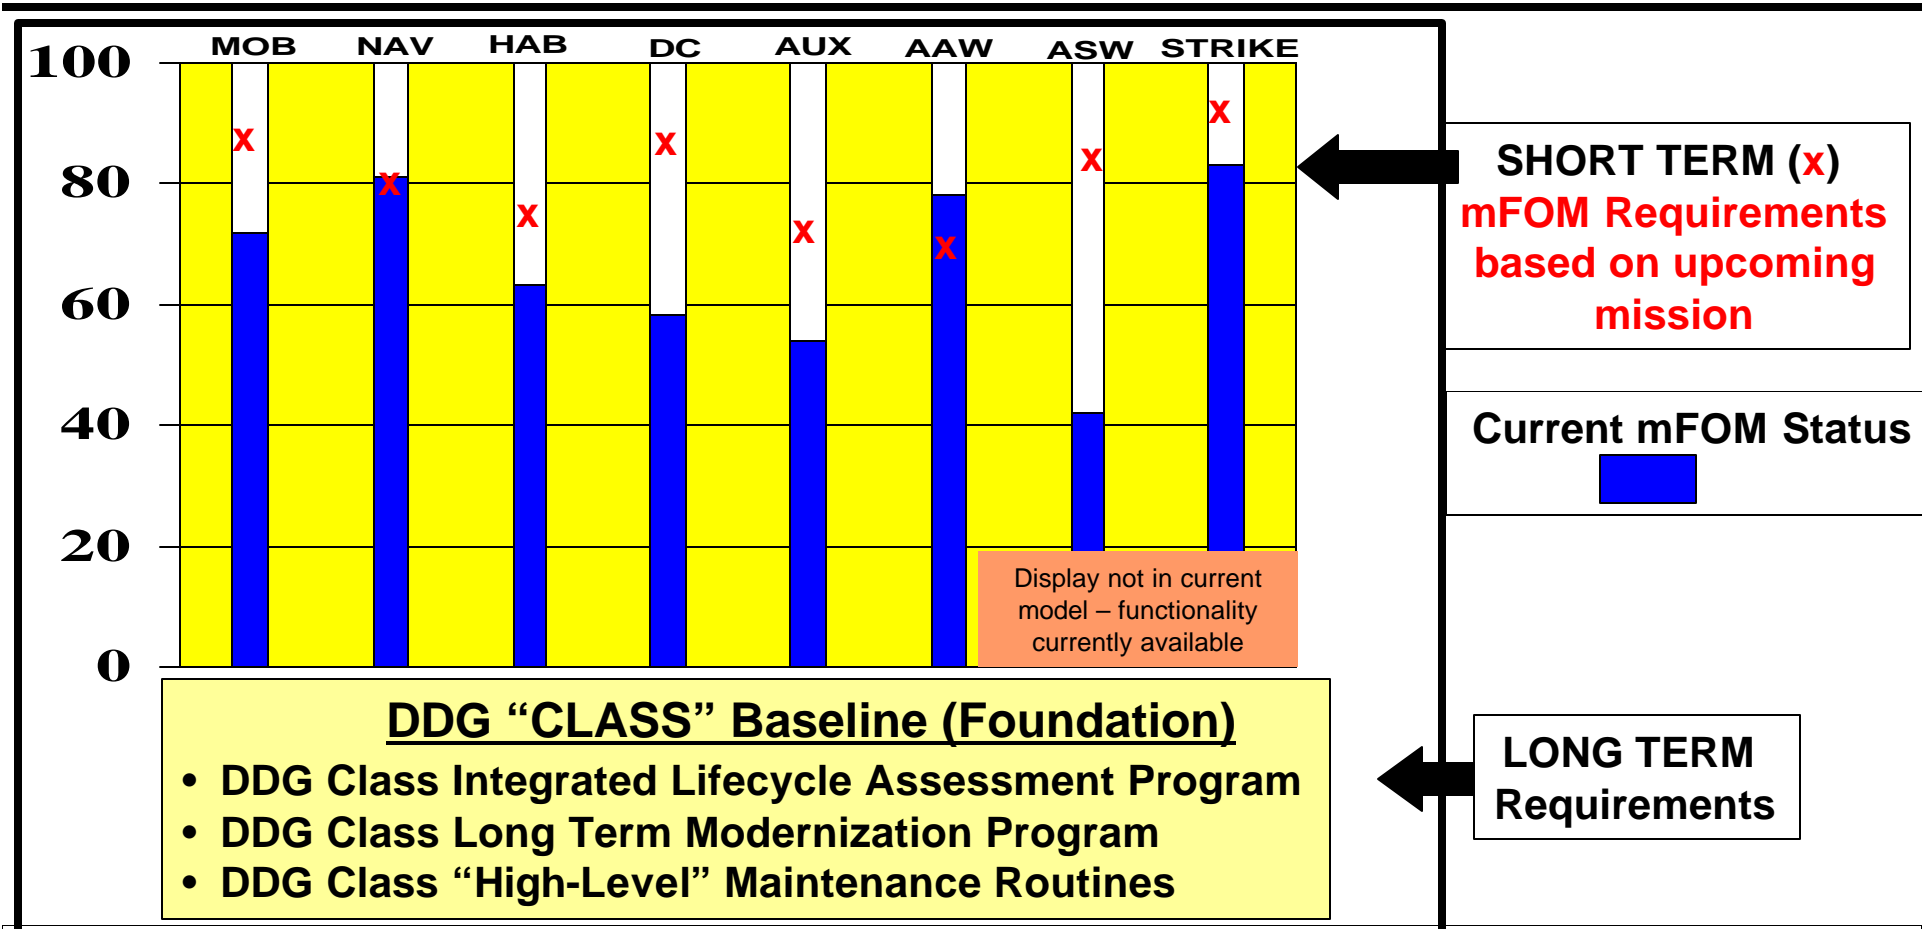 MOB NAV HAB DC AUX AAW ASW STRIKE
100
80
60
40
20
0
x
x
x
x
x
x
x
x
SHORT TERM (x)
mFOM Requirements
based on upcoming
mission
Current mFOM Status
Display not in current
model – functionality
currently available
DDG “CLASS” Baseline (Foundation)
• DDG Class Integrated Lifecycle Assessment Program
• DDG Class Long Term Modernization Program
• DDG Class “High-Level” Maintenance Routines
LONG TERM
Requirements